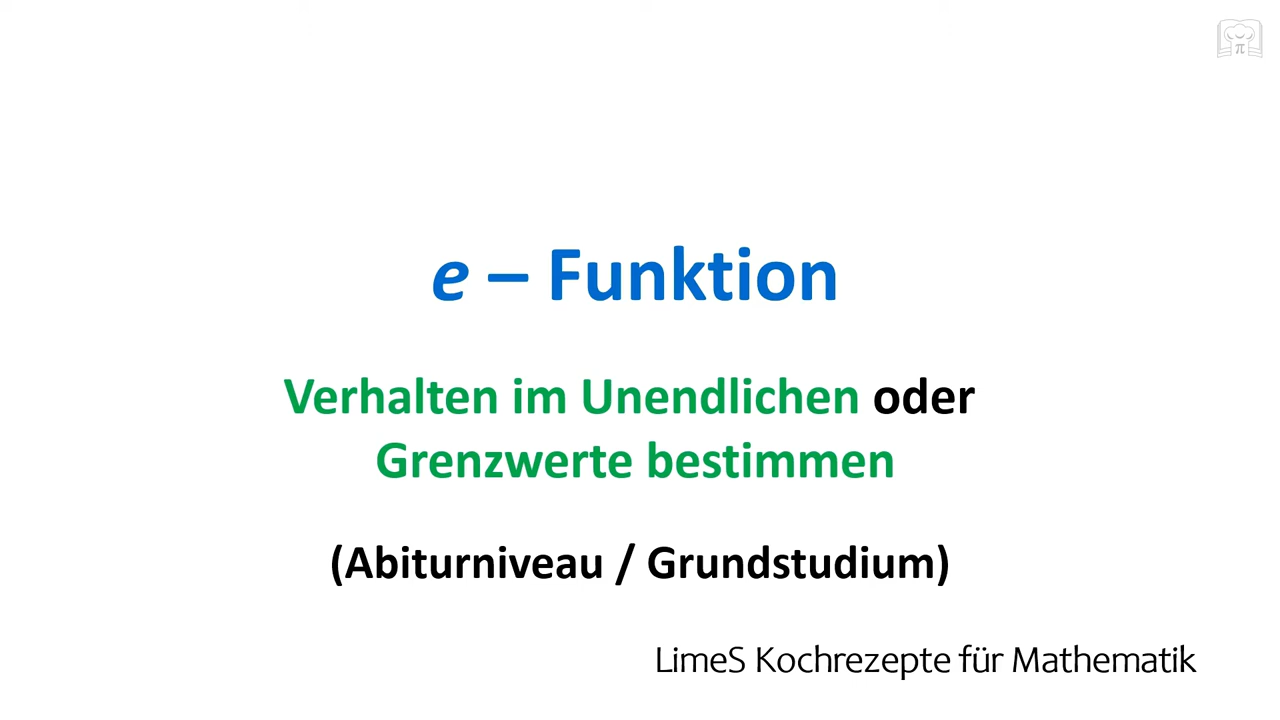 e – Funktion
Verhalten im Unendlichen oder
Grenzwerte bestimmen
(Abiturniveau / Grundstudium)
LimeS Kochrezepte für Mathematik
π